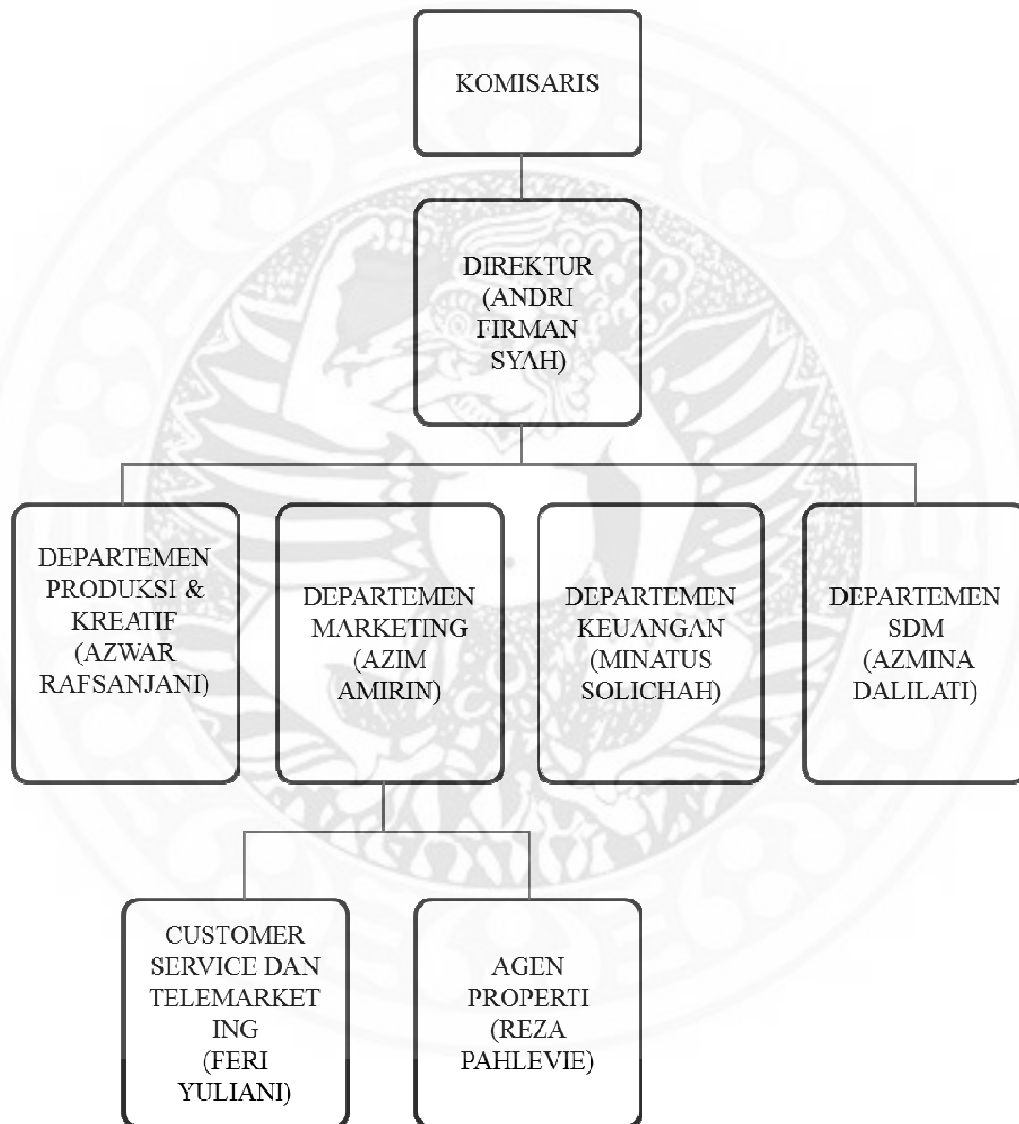 KOMISARIS
DIREKTUR
(ANDRI
FIRMAN
SYAH)
DEPARTEMEN
PRODUKSI &
KREATIF
(AZWAR
RAFSANJANI)
DEPARTEMEN
MARKETING
(AZIM
AMIRIN)
DEPARTEMEN
KEUANGAN
(MINATUS
SOLICHAH)
DEPARTEMEN
SDM
(AZMINA
DALILATI)
CUSTOMER
SERVICE DAN
TELEMARKET
ING
(FERI
YULIANI)
AGEN
PROPERTI
(REZA
PAHLEVIE)